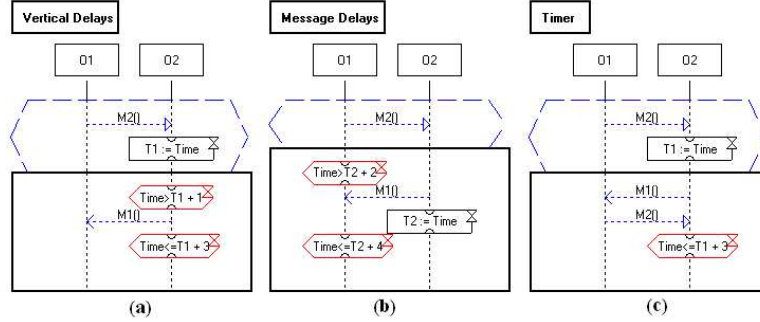 Vertical Delays
O1
O2
M2()
T1 := Time
Time>T1 + 1
M1()
Time<=T1 + 3
(a)
Message Delays
O1
O2
M2()
Time>T2 + 2
M1()
T2 := Time
Time<=T2 + 4
(b)
Timer
O1
O2
M2()
T1 := Time
M1()
M2()
Time<=T1 + 3
(c)